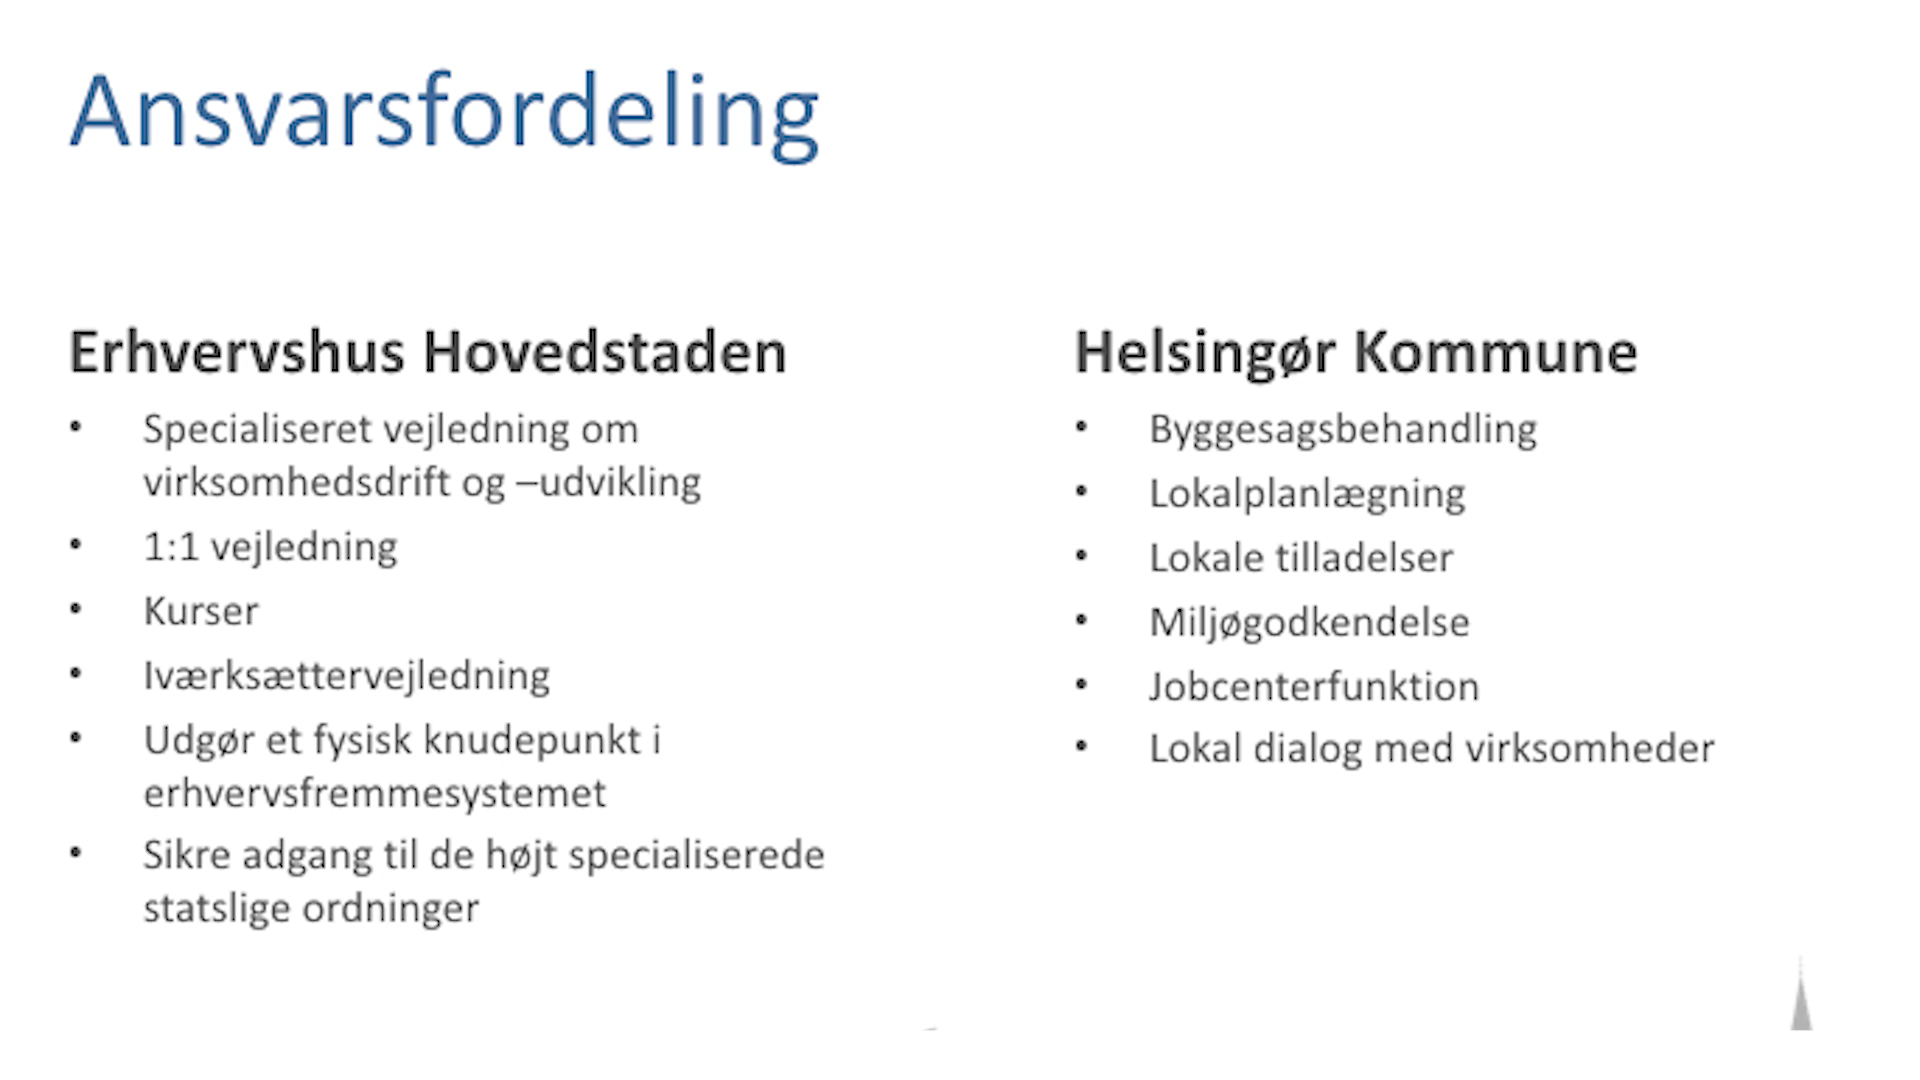 Ansvarsfordeling
Erhvervshus Hovedstaden
• Specialiseret vejledning om
virksomhedsdrift og –udvikling
• 1:1 vejledning
• Kurser
• Iværksættervejledning
• Udgør et fysisk knudepunkt i
erhvervsfremmesystemet
• Sikre adgang til de højt specialiserede
statslige ordninger
Helsingør Kommune
• Byggesagsbehandling
• Lokalplanlægning
• Lokale tilladelser
• Miljøgodkendelse
• Jobcenterfunktion
• Lokal dialog med virksomheder